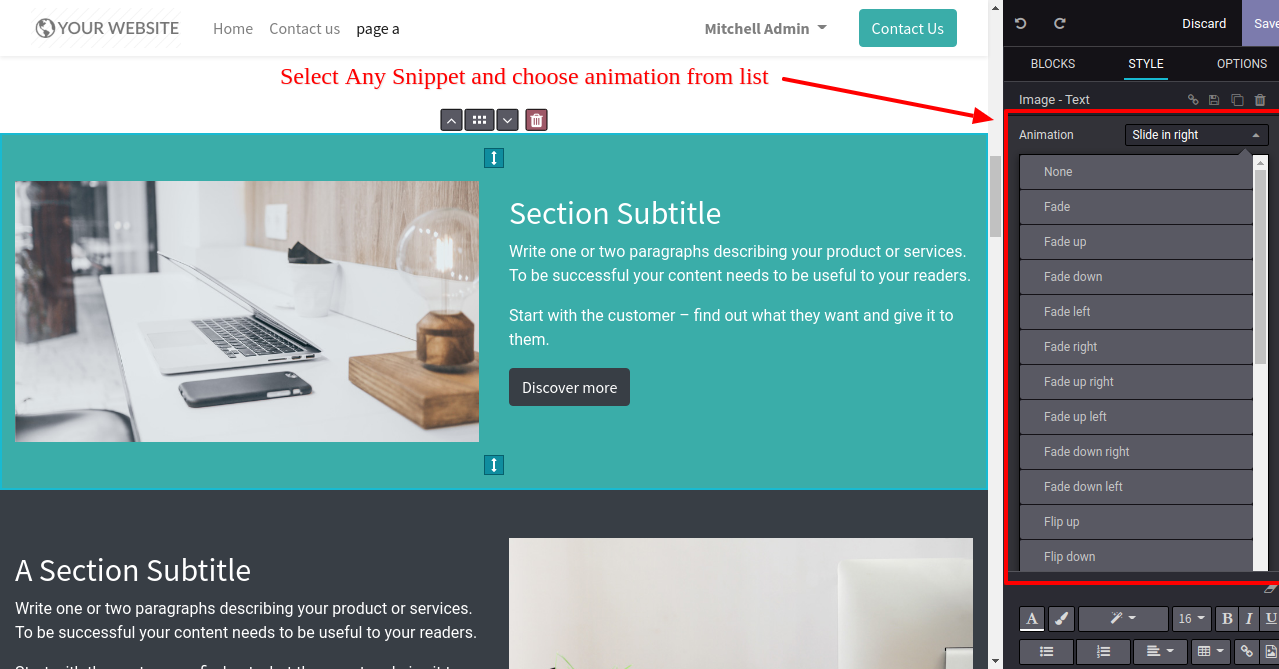 YOUR WEBSITE Home Contact us page a Mitchell Admin Contact Us
Discard Save
Select Any Snippet and choose animation from list
BLOCKS STYLE OPTIONS
Image - Text
Animation Slide in right
None
Fade
Fade up
Fade down
Fade left
Fade right
Fade up right
Fade up left
Fade down right
Fade down left
Flip up
Flip down
16 B I U
Section Subtitle
Write one or two paragraphs describing your product or services.
To be successful your content needs to be useful to your readers.
Start with the customer – find out what they want and give it to
them.
Discover more
A Section Subtitle
Write one or two paragraphs describing your product or services.
To be successful your content needs to be useful to your readers.